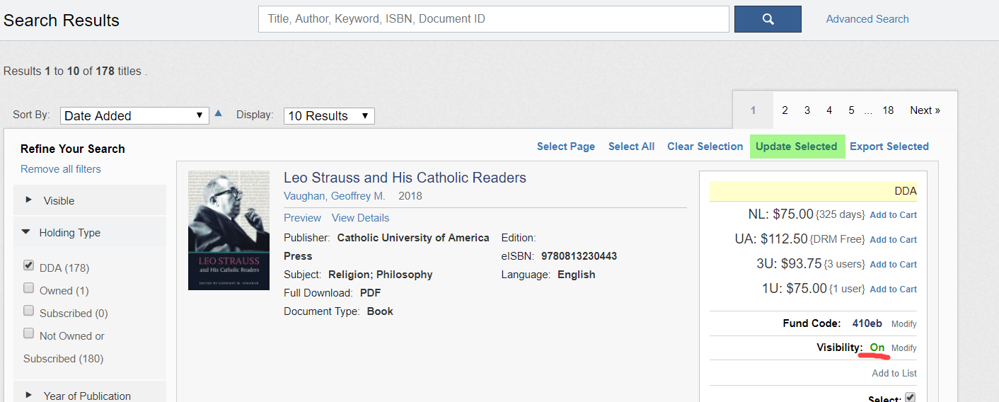 Search Results
Title, Author, Keyword, ISBN, Document ID
Advanced Search
Results 1 to 10 of 178 titles .
Sort By: Date Added Display: 10 Results
1 2 3 4 5 ... 18 Next »
Refine Your Search
Remove all filters
Visible
Holding Type
DDA (178)
Owned (1)
Subscribed (0)
Not Owned or
Subscribed (180)
Year of Publication
Select Page Select All Clear Selection Update Selected Export Selected
LEO STRAUSS
and His Catholic Readers
EDITED BY GEOFFREY M. VAUGHAN
Leo Strauss and His Catholic Readers
Vaughan, Geoffrey M. 2018
Preview View Details
Publisher: Catholic University of America
Press
Subject: Religion; Philosophy
Full Download: PDF
Document Type: Book
Edition:
eISBN: 9780813230443
Language: English
DDA
NL: $75.00 {325 days} Add to Cart
UA: $112.50 {DRM Free} Add to Cart
3U: $93.75 {3 users} Add to Cart
1U: $75.00 {1 user} Add to Cart
Fund Code: 410eb Modify
Visibility: On Modify
Add to List
Select: